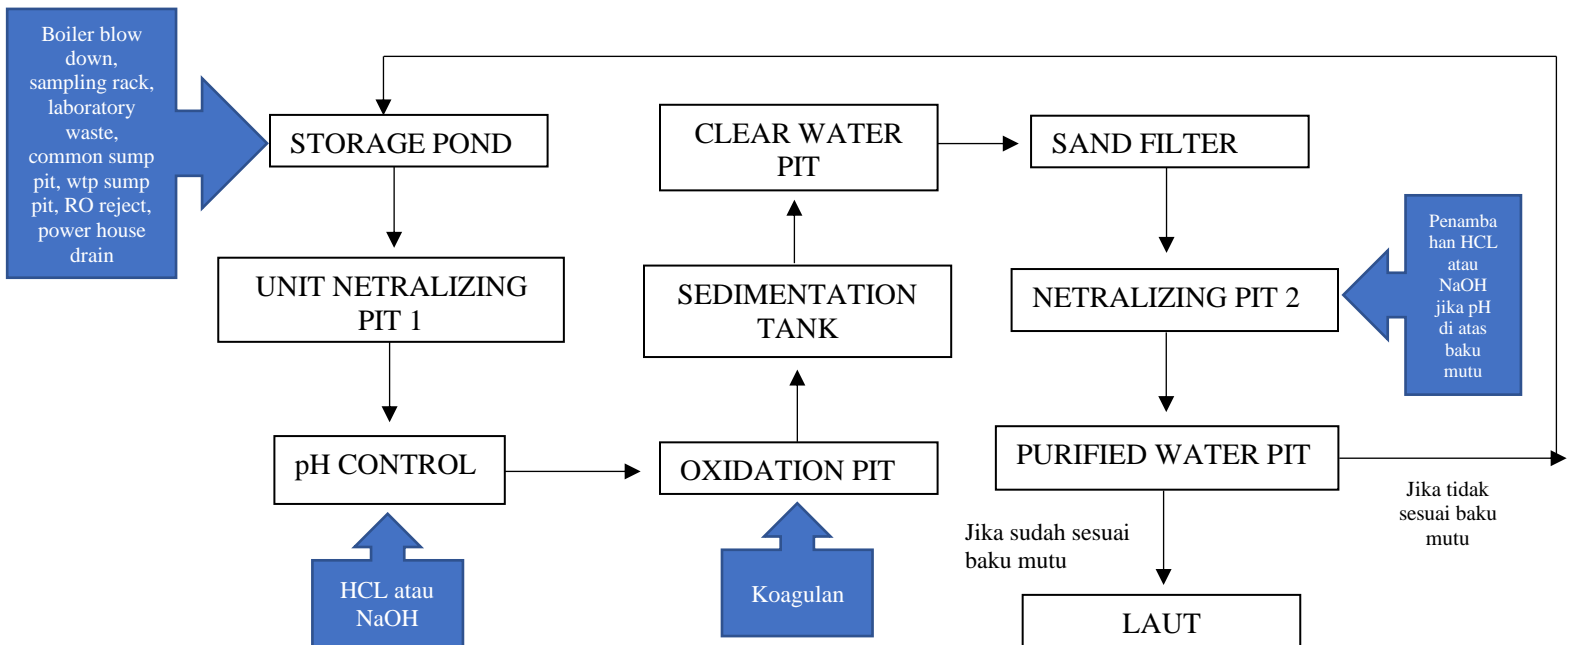 Boiler blow
down,
sampling rack,
laboratory
waste,
common sump
pit, wtp sump
pit, RO reject,
power house
drain
STORAGE POND
UNIT NETRALIZING
PIT 1
pH CONTROL
HCL atau
NaOH
OXIDATION PIT
Koagulan
SEDIMENTATION
TANK
CLEAR WATER
PIT
SAND FILTER
NETRALIZING PIT 2
Penamba
han HCL
atau
NaOH
jika pH
di atas
baku
mutu
PURIFIED WATER PIT
Jika tidak
sesuai baku
mutu
Jika sudah sesuai
baku mutu
LAUT